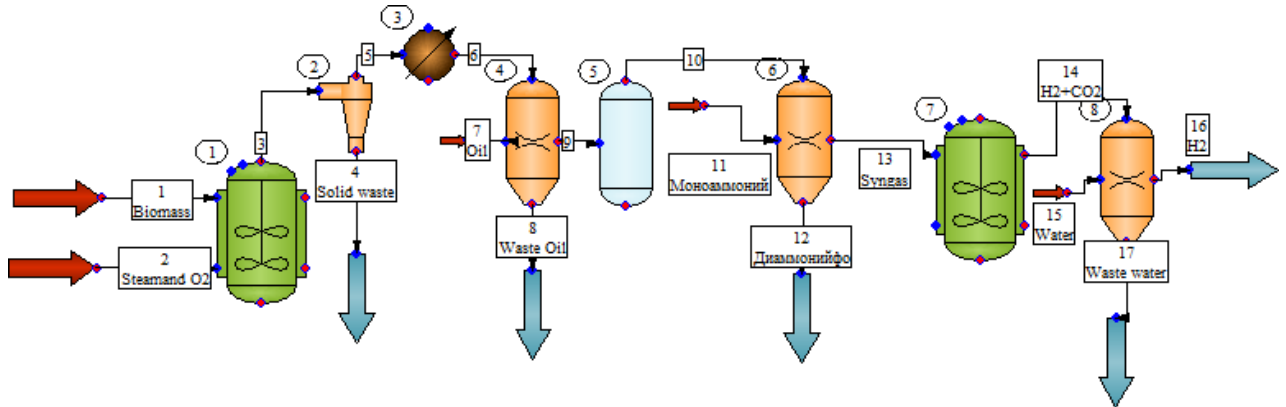 3
5
6
10
2
4
5
6
14
H2+CO2
8
16
H2
1
3
7
Oil
9
7
1
Biomass
4
Solid waste
11
Моноаммоний
13
Syngas
15
Water
2
Steamand O2
8
Waste Oil
12
Диаммонийфо
17
Waste water